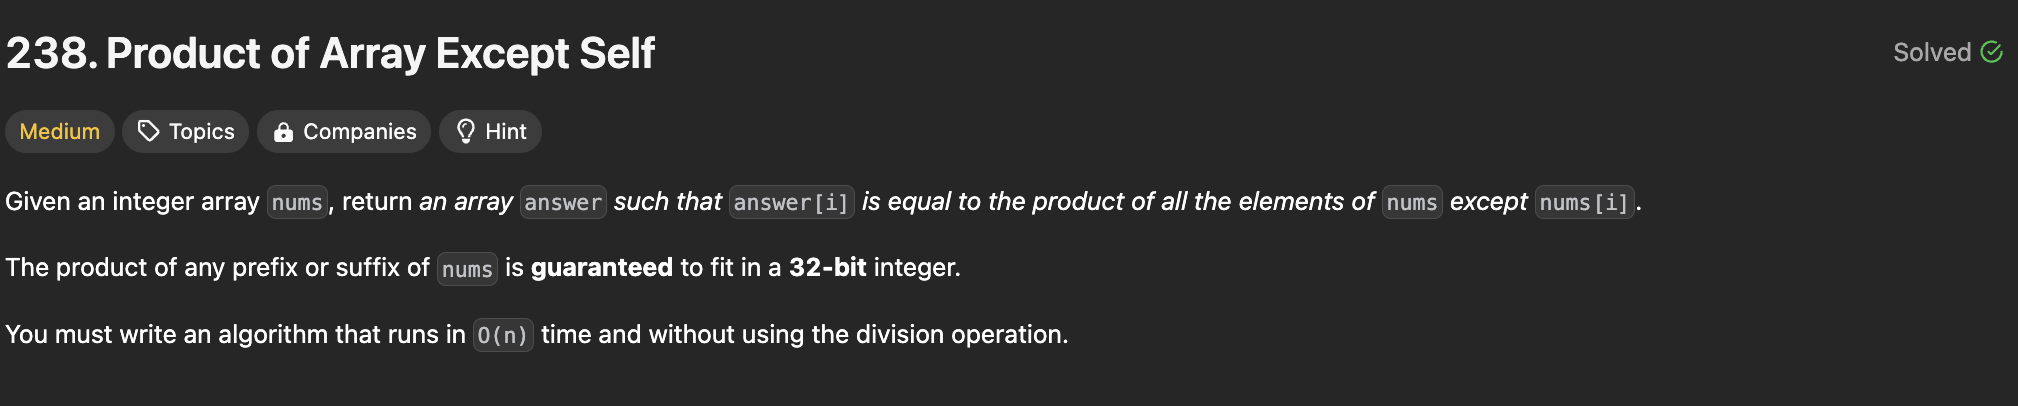 238. Product of Array Except Self
Solved
Medium Topics Companies Hint
Given an integer array nums, return an array answer such that answer[i] is equal to the product of all the elements of nums except nums[i].
The product of any prefix or suffix of nums is guaranteed to fit in a 32-bit integer.
You must write an algorithm that runs in O(n) time and without using the division operation.